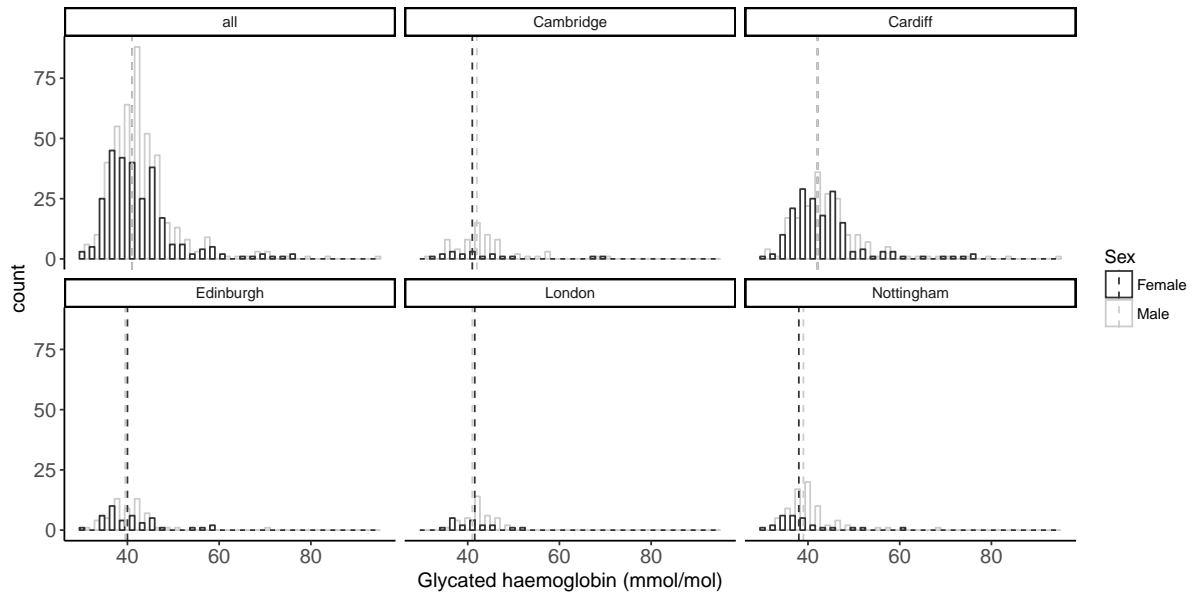 all
Cambridge
Cardiff
75
50
25
0
count
Edinburgh
London
Nottingham
75
50
25
0
40
60
80
40
60
80
40
60
80
Glycated haemoglobin (mmol/mol)
Sex
Female
Male